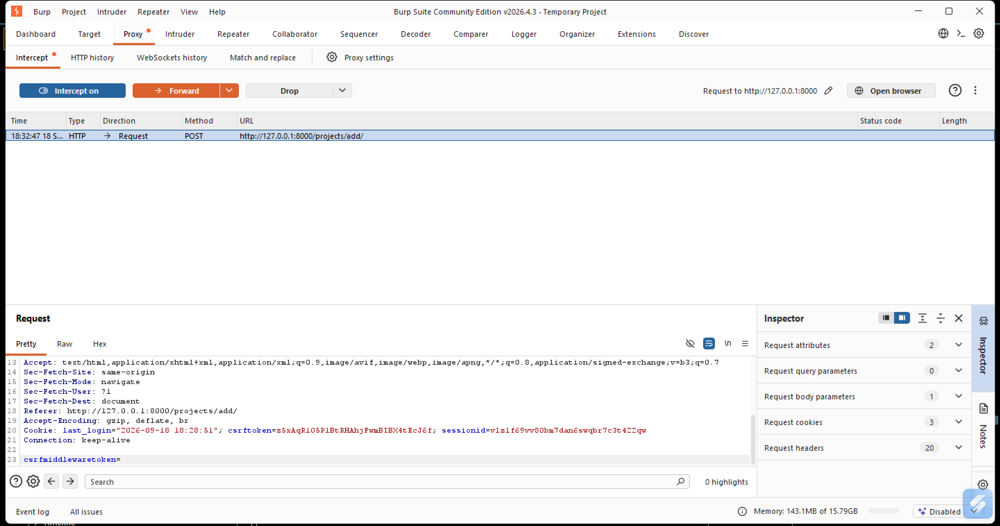 Burp Project Intruder Repeater View Help Burp Suite Community Edition v2026.4.3 - Temporary Project
Dashboard Target Proxy Intruder Repeater Collaborator Sequencer Decoder Comparer Logger Organizer Extensions Discover
Intercept HTTP history WebSockets history Match and replace Proxy settings
Intercept on Forward Drop Request to http://127.0.0.1:8000 Open browser
Time Type Direction Method URL Status code Length
18:32:47 18 S... HTTP → Request POST http://127.0.0.1:8000/projects/add/
Request
Pretty Raw Hex \n
13 Accept: text/html,application/xhtml+xml,application/xml;q=0.9,image/avif,image/webp,image/apng,*/*;q=0.8,application/signed-exchange;v=b3;q=0.7
14 Sec-Fetch-Site: same-origin
15 Sec-Fetch-Mode: navigate
16 Sec-Fetch-User: ?1
17 Sec-Fetch-Dest: document
18 Referer: http://127.0.0.1:8000/projects/add/
19 Accept-Encoding: gzip, deflate, br
20 Cookie: last_login="2026-09-18 18:28:51"; csrftoken=z5xAqRlO5PlBtRHAhjFwmBIBX4tEcJ6f; sessionid=vlzlf69vv80bm7dan6swqbr7c3t422qw
21 Connection: keep-alive
22
23 csrfmiddlewaretoken=
Search 0 highlights
Inspector
Request attributes 2
Request query parameters 0
Request body parameters 1
Request cookies 3
Request headers 20
Inspector
Notes
Event log All issues Memory: 143.1MB of 15.79GB Disabled